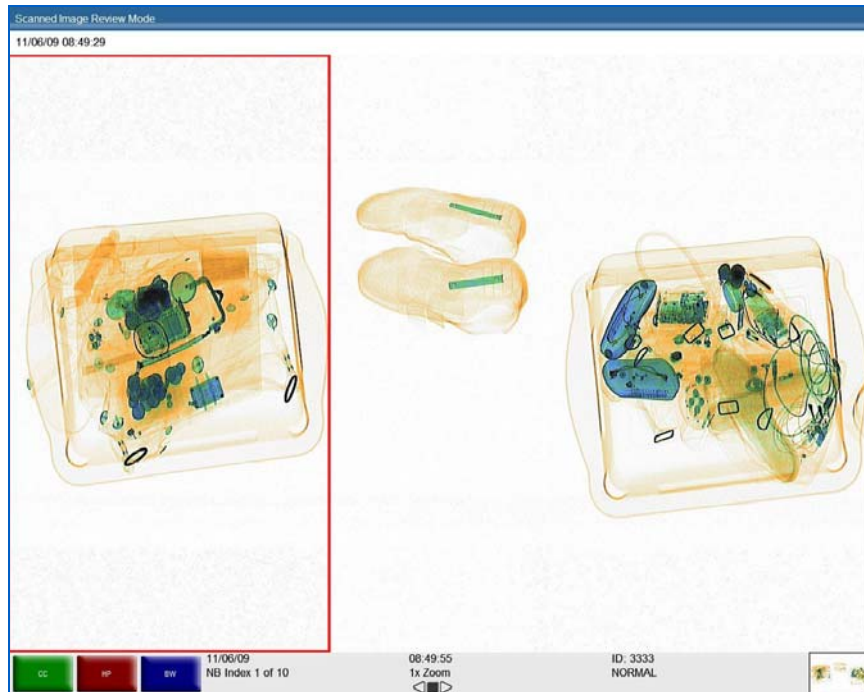 Scanned Image Review Mode
11/06/09 08:49:29
CC
HP
BW
11/06/09
NB Index 1 of 10
08:49:55
1x Zoom
ID: 3333
NORMAL